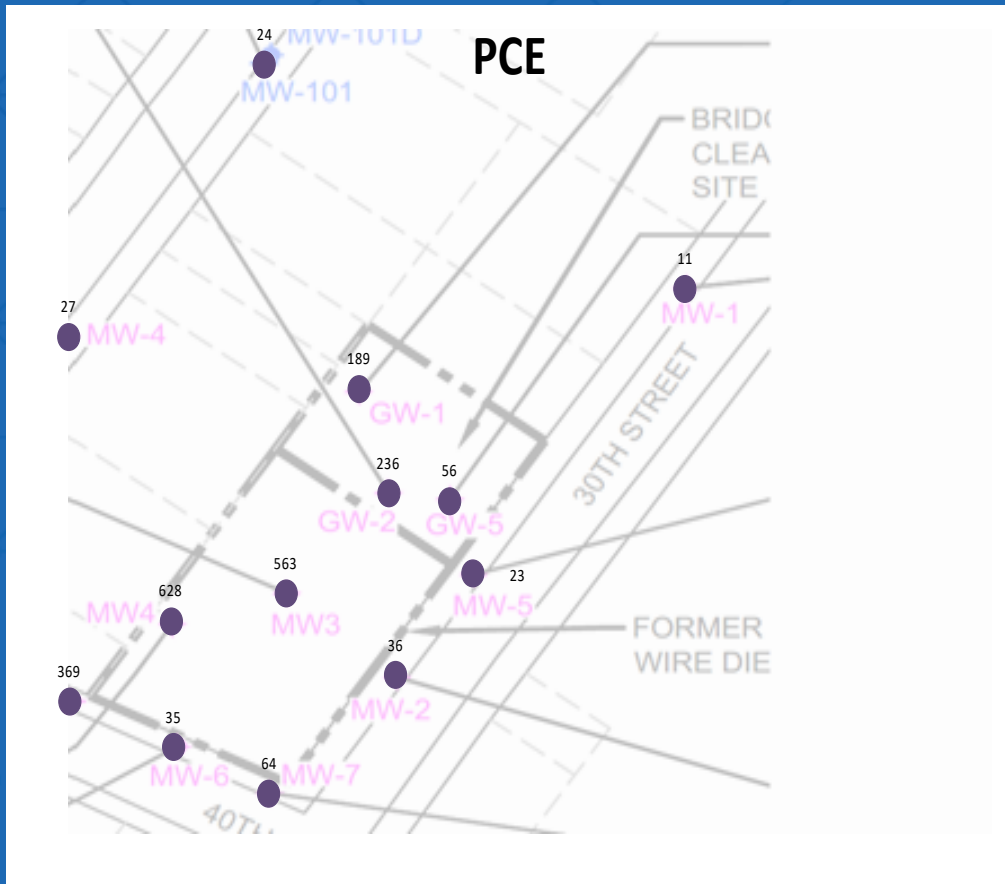 24
MW-101D
PCE
MW-101
BRIDG
CLEA
SITE
11
27
MW-4
MW-1
189
GW-1
30TH STREET
236
56
GW-2
GW-5
563
23
628
MW-5
MW4
MW3
FORMER
WIRE DIE
36
369
MW-2
35
64
MW-7
MW-6
40TH